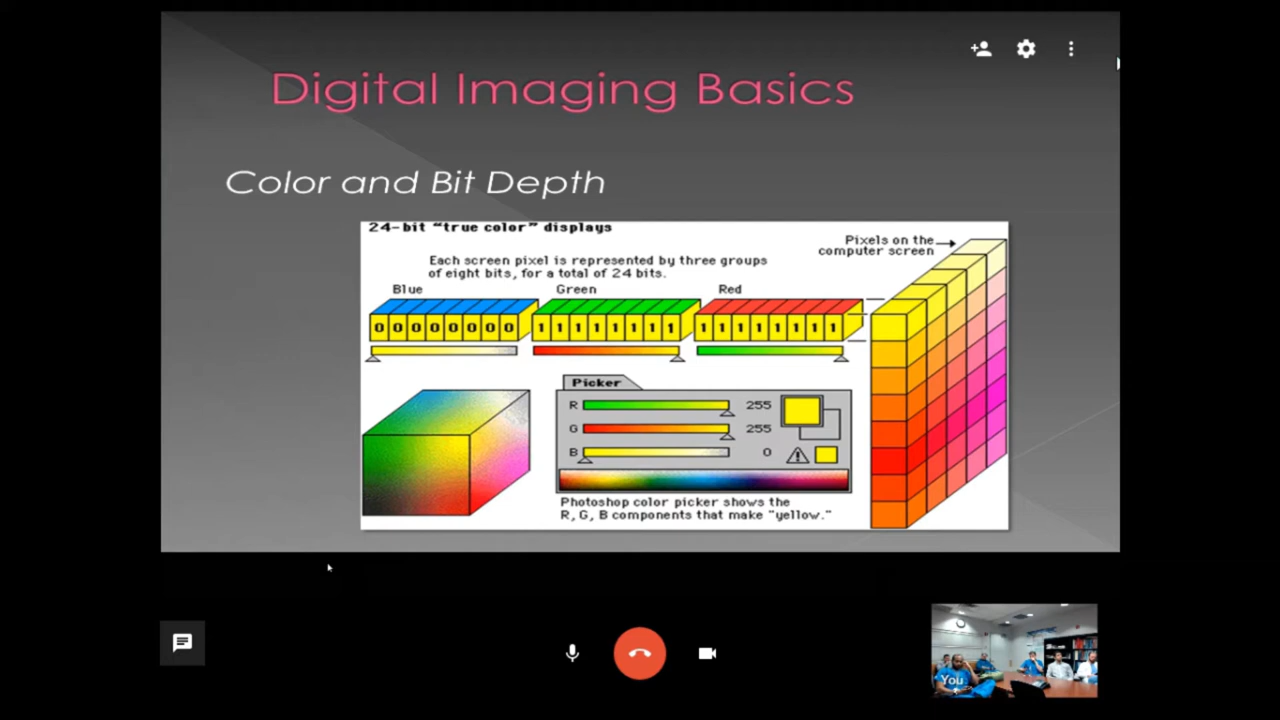 Digital Imaging Basics
Color and Bit Depth
24-bit "true color" displays
Pixels on the
computer screen
Each screen pixel is represented by three groups
of eight bits, for a total of 24 bits.
Blue Green Red
0 0 0 0 0 0 0 0 1 1 1 1 1 1 1 1 1 1 1 1 1 1 1 1
Picker
R 255
G 255
B 0
Photoshop color picker shows the
R, G, B components that make "yellow."
You